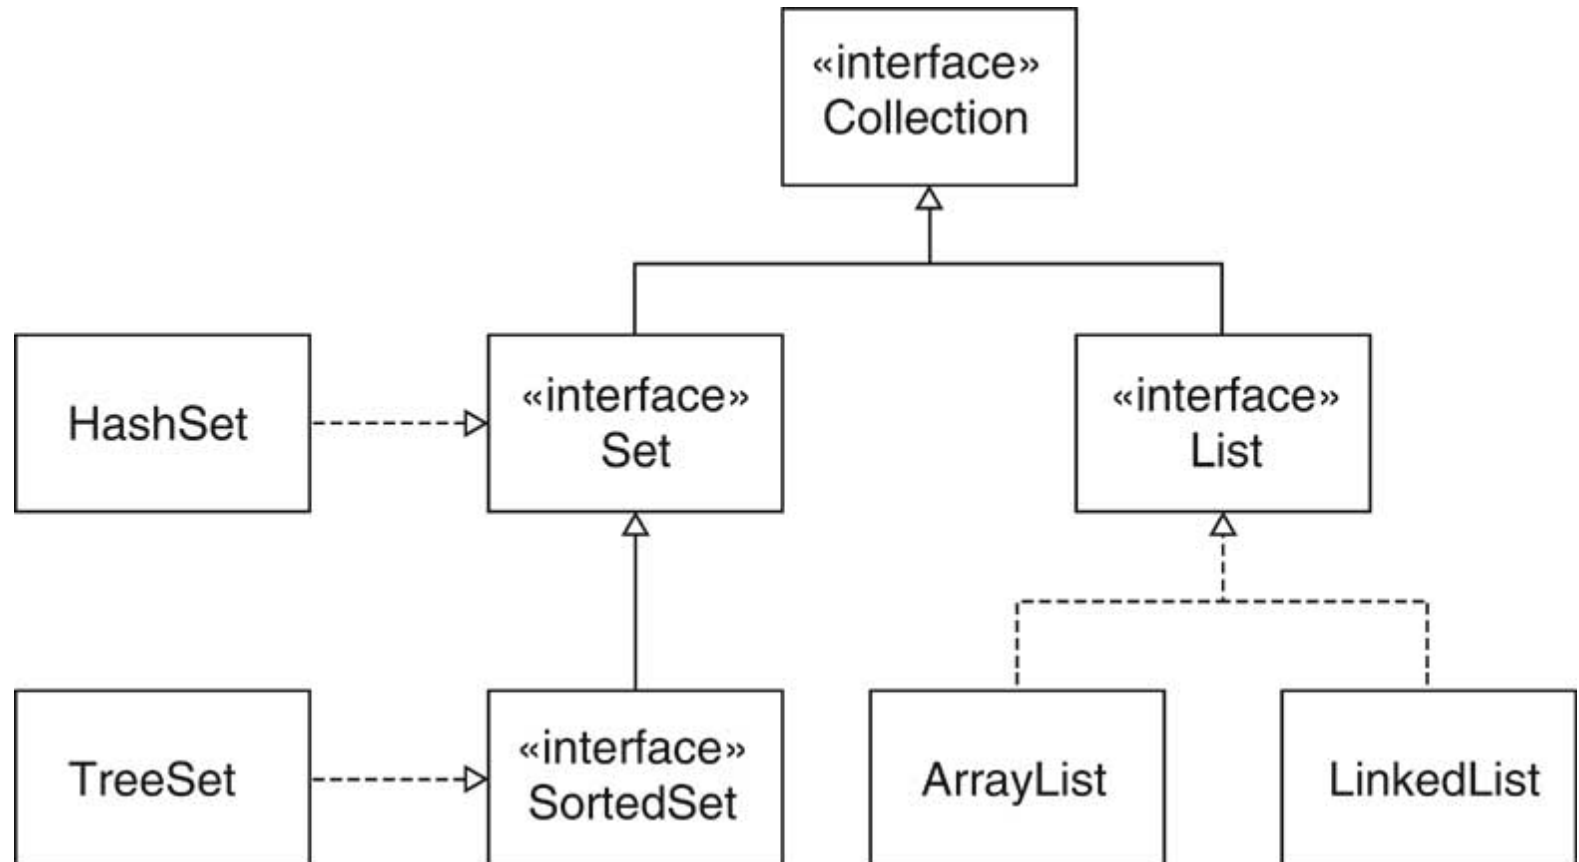 «interface»
Collection
HashSet
«interface»
Set
«interface»
List
TreeSet
«interface»
SortedSet
ArrayList
LinkedList